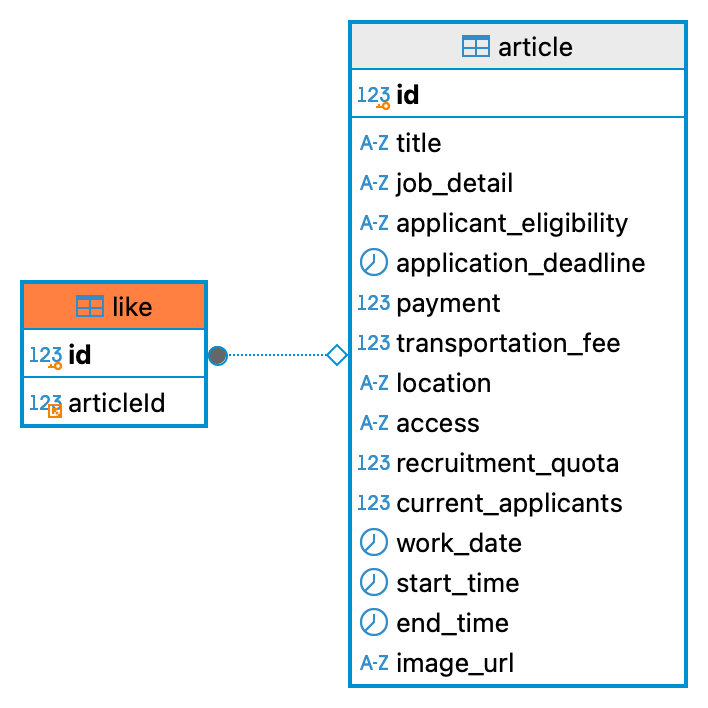 like
123 id
123 articleId
article
123 id
A-Z title
A-Z job_detail
A-Z applicant_eligibility
application_deadline
123 payment
123 transportation_fee
A-Z location
A-Z access
123 recruitment_quota
123 current_applicants
work_date
start_time
end_time
A-Z image_url